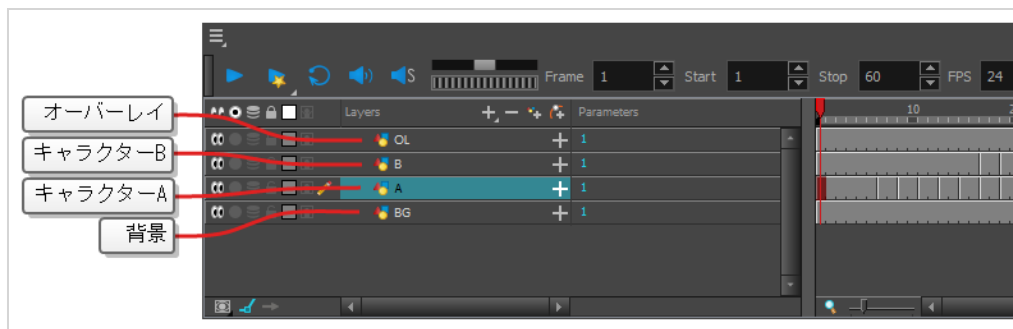 S Frame 1 Start 1 Stop 60 FPS 24
Layers Parameters 10 2
オーバーレイ OL 1
キャラクターB B 1
キャラクターA A 1
背景 BG 1